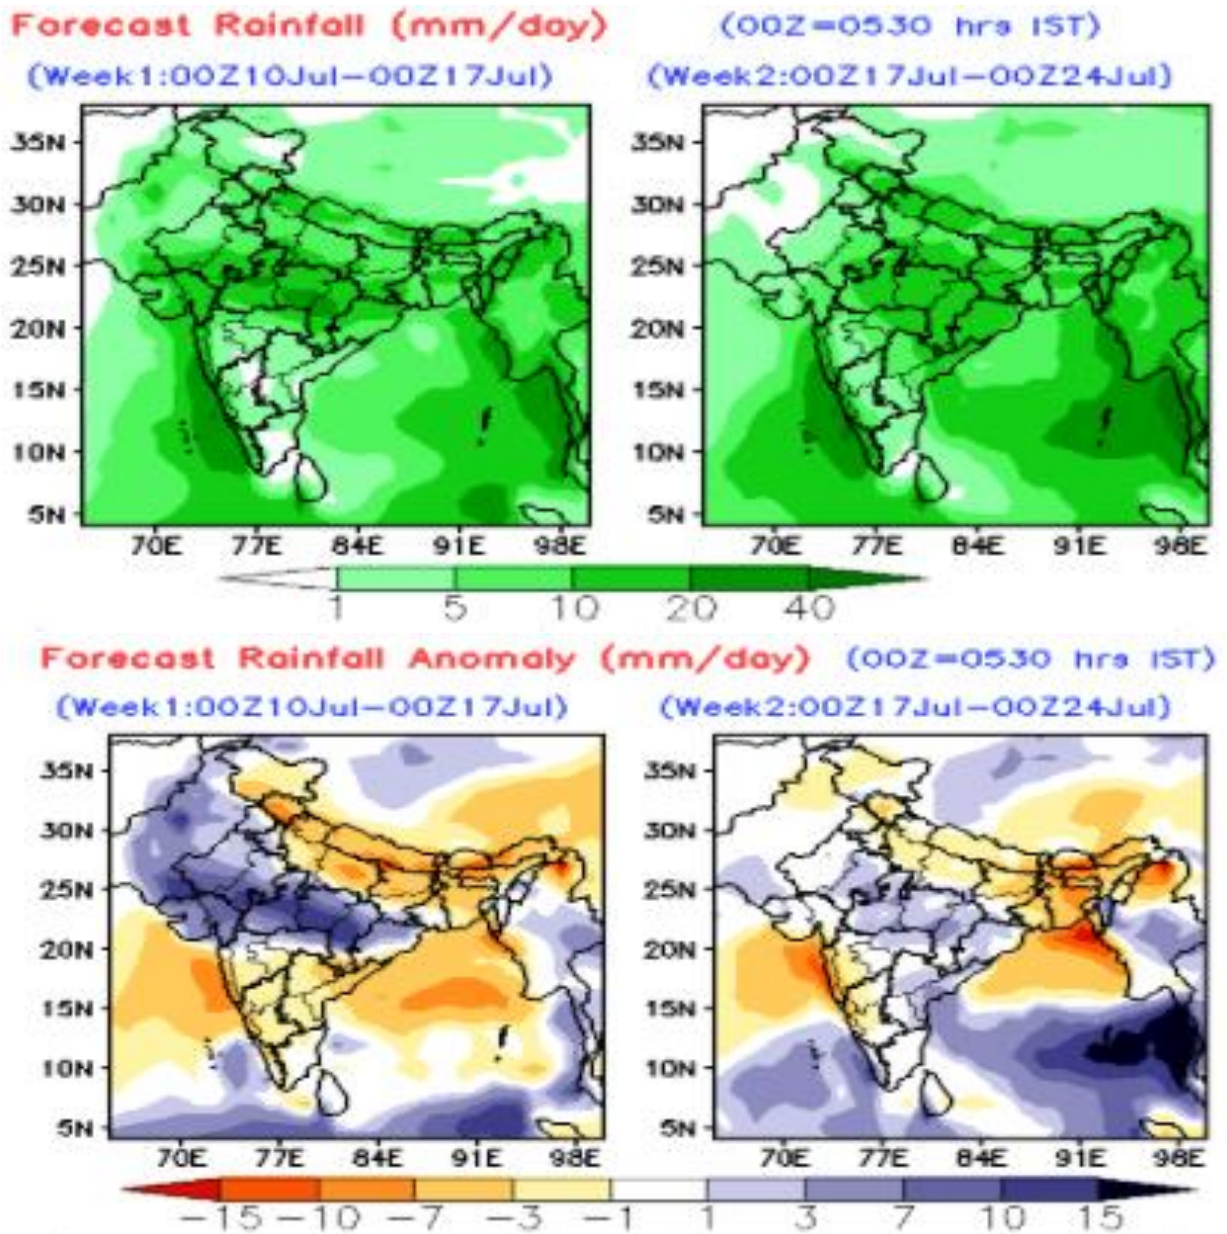 Forecast Rainfall (mm/day) (00Z=0530 hrs IST)
(Week1:00Z10Jul-00Z17Jul) (Week2:00Z17Jul-00Z24Jul)
35N 35N
30N 30N
25N 25N
20N 20N
15N 15N
10N 10N
5N 5N
70E 77E 84E 91E 98E 70E 77E 84E 91E 98E
1 5 10 20 40
Forecast Rainfall Anomaly (mm/day) (00Z=0530 hrs IST)
(Week1:00Z10Jul-00Z17Jul) (Week2:00Z17Jul-00Z24Jul)
35N 35N
30N 30N
25N 25N
20N 20N
15N 15N
10N 10N
5N 5N
70E 77E 84E 91E 98E 70E 77E 84E 91E 98E
-15 -10 -7 -3 -1 1 3 7 10 15